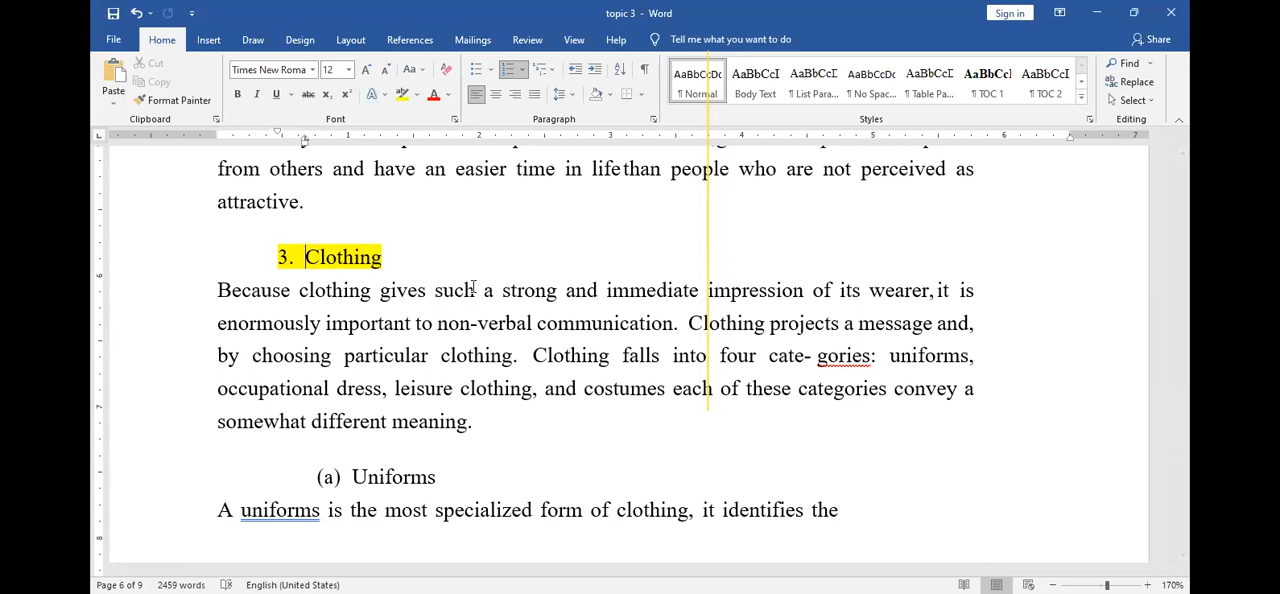 topic 3 - Word
Sign in
File Home Insert Draw Design Layout References Mailings Review View Help Tell me what you want to do Share
Paste
Cut
Copy
Format Painter
Clipboard
Times New Roma 12
Font
Paragraph
AaBbCcDc AaBbCcI AaBbCcI AaBbCcDc AaBbCcI AaBbCcI AaBbCcI
¶ Normal Body Text ¶ List Para... ¶ No Spac... ¶ Table Pa... ¶ TOC 1 ¶ TOC 2
Styles
Find
Replace
Select
Editing
1 2 3 4 5 6 7
from others and have an easier time in life than people who are not perceived as
attractive.
3. Clothing
Because clothing gives such a strong and immediate impression of its wearer, it is
enormously important to non-verbal communication. Clothing projects a message and,
by choosing particular clothing. Clothing falls into four cate- gories: uniforms,
occupational dress, leisure clothing, and costumes each of these categories convey a
somewhat different meaning.
(a) Uniforms
A uniforms is the most specialized form of clothing, it identifies the
Page 6 of 9 2459 words English (United States) 170%